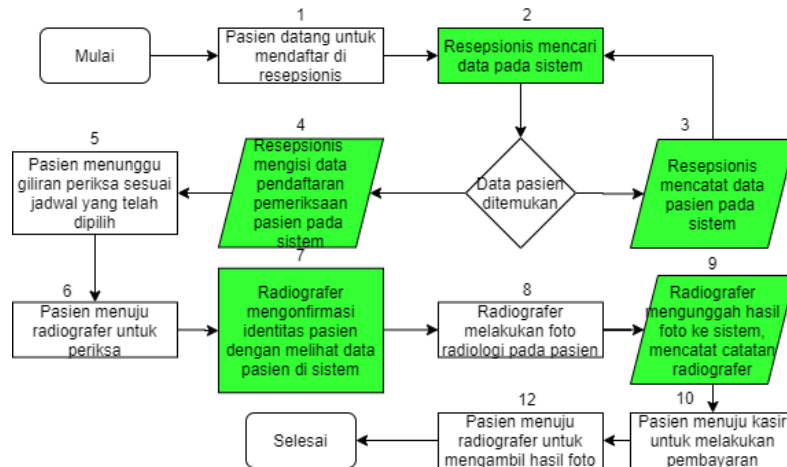 1
Mulai
Pasien datang untuk
mendaftar di
resepsionis
2
Resepsionis mencari
data pada sistem
3
Resepsionis
mencatat data
pasien pada
sistem
Data pasien
ditemukan
4
Resepsionis
mengisi data
pendaftaran
pemeriksaan
pasien pada
sistem
5
Pasien menunggu
giliran periksa sesuai
jadwal yang telah
dipilih
6
Pasien menuju
radiografer untuk
periksa
7
Radiografer
mengonfirmasi
identitas pasien
dengan melihat data
pasien di sistem
8
Radiografer
melakukan foto
radiologi pada pasien
9
Radiografer
mengunggah hasil
foto ke sistem,
mencatat catatan
radiografer
10
Pasien menuju kasir
untuk melakukan
pembayaran
12
Pasien menuju
radiografer untuk
mengambil hasil foto
Selesai